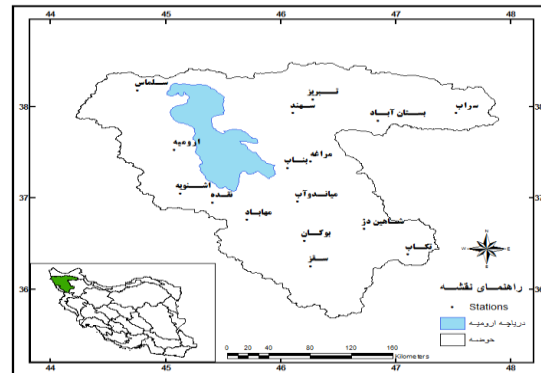 44 45 46 47 48
سلماس
تبریز
سهند
بستان آباد
سراب
ارومیه
مراغه
بناب
اشنویه
نقده
میاندوآب
مهاباد
شاهین دژ
بوکان
تکاب
سقز
38 38
37 37
36 36
راهنمای نقشه
Stations
دریاچه ارومیه
حوضه
0 20 40 80 120 160
Kilometers
44 45 46 47 48